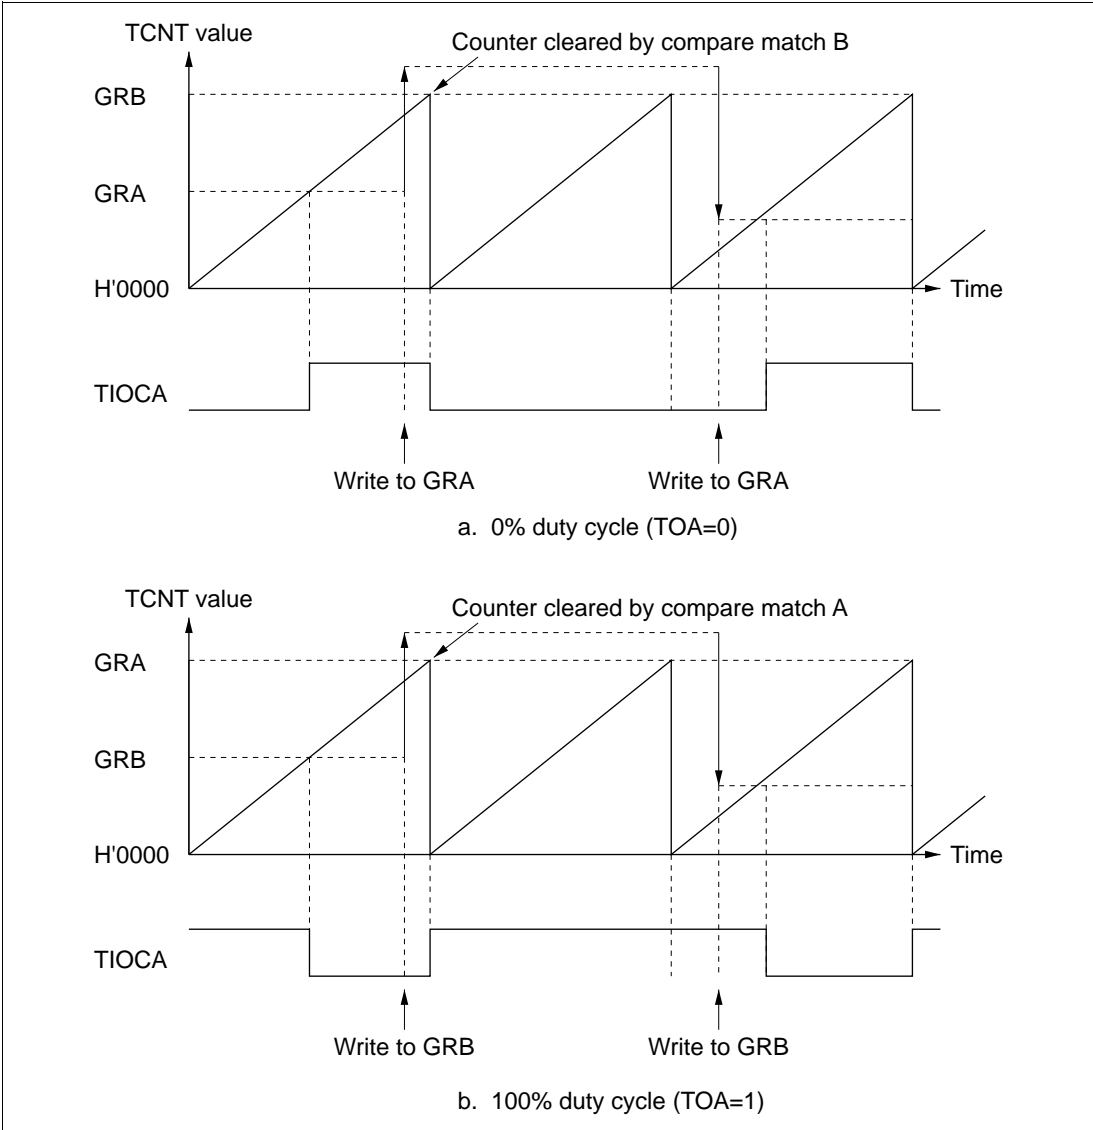 TCNT value
Counter cleared by compare match B
GRB
GRA
H'0000
Time
TIOCA
Write to GRA
Write to GRA
a. 0% duty cycle (TOA=0)
TCNT value
Counter cleared by compare match A
GRA
GRB
H'0000
Time
TIOCA
Write to GRB
Write to GRB
b. 100% duty cycle (TOA=1)